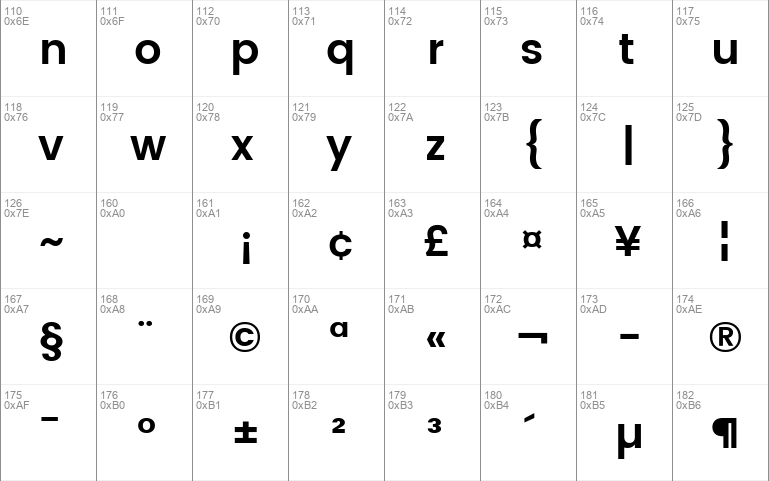 110 111 112 113 114 115 116 117
0x6E 0x6F 0x70 0x71 0x72 0x73 0x74 0x75
n o p q r s t u
118 119 120 121 122 123 124 125
0x76 0x77 0x78 0x79 0x7A 0x7B 0x7C 0x7D
v w x y z { | }
126 160 161 162 163 164 165 166
0x7E 0xA0 0xA1 0xA2 0xA3 0xA4 0xA5 0xA6
~ ¡ ¢ £ ¤ ¥ ¦
167 168 169 170 171 172 173 174
0xA7 0xA8 0xA9 0xAA 0xAB 0xAC 0xAD 0xAE
§ ¨ © ª « ¬ - ®
175 176 177 178 179 180 181 182
0xAF 0xB0 0xB1 0xB2 0xB3 0xB4 0xB5 0xB6
¯ º ± ² ³ ´ µ ¶